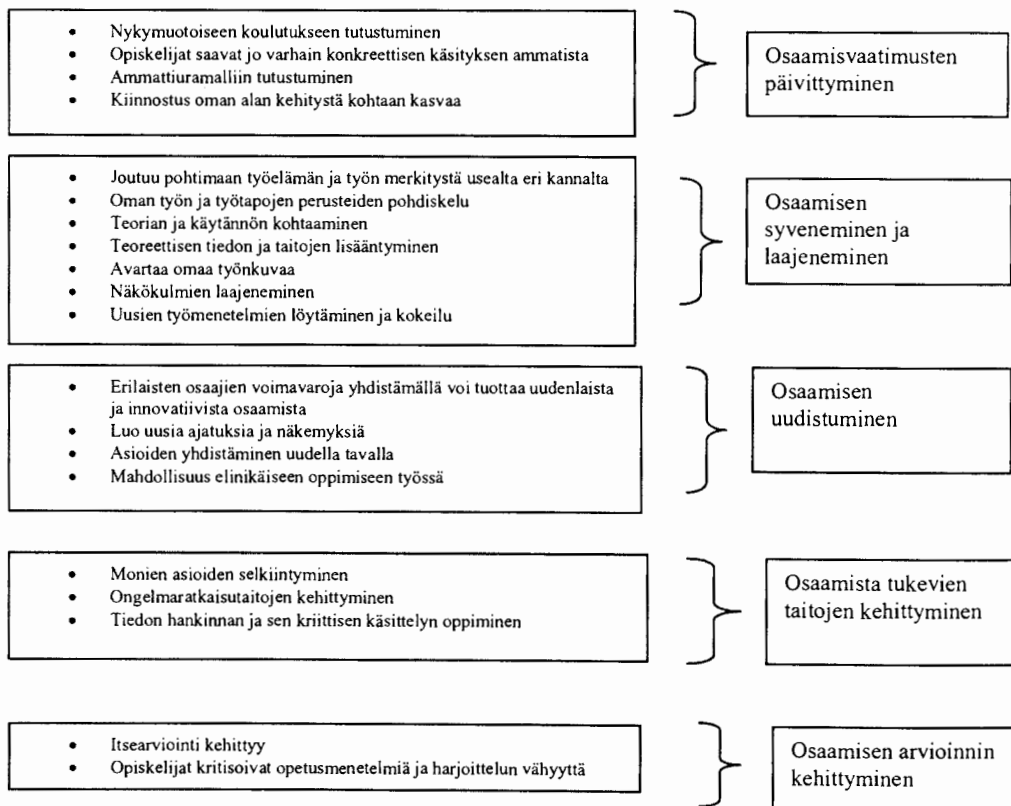 • Nykymuotoiseen koulutukseen tutustuminen
• Opiskelijat saavat jo varhain konkreettisen käsityksen ammatista
• Ammattiuramalliin tutustuminen
• Kiinnostus oman alan kehitystä kohtaan kasvaa
Osaamisvaatimusten
päivittyminen
• Joutuu pohtimaan työelämän ja työn merkitystä usealta eri kannalta
• Oman työn ja työtapojen perusteiden pohdiskelu
• Teorian ja käytännön kohtaaminen
• Teoreettisen tiedon ja taitojen lisääntyminen
• Avartaa omaa työnkuvaa
• Näkökulmien laajeneminen
• Uusien työmenetelmien löytäminen ja kokeilu
Osaamisen
syveneminen ja
laajeneminen
• Erilaisten osaajien voimavaroja yhdistämällä voi tuottaa uudenlaista
ja innovatiivista osaamista
• Luo uusia ajatuksia ja näkemyksiä
• Asioiden yhdistäminen uudella tavalla
• Mahdollisuus elinikäiseen oppimiseen työssä
Osaamisen
uudistuminen
• Monien asioiden selkiintyminen
• Ongelmaratkaisutaitojen kehittyminen
• Tiedon hankinnan ja sen kriittisen käsittelyn oppiminen
Osaamista tukevien
taitojen kehittyminen
• Itsearviointi kehittyy
• Opiskelijat kritisoivat opetusmenetelmiä ja harjoittelun vähyyttä
Osaamisen arvioinnin
kehittyminen